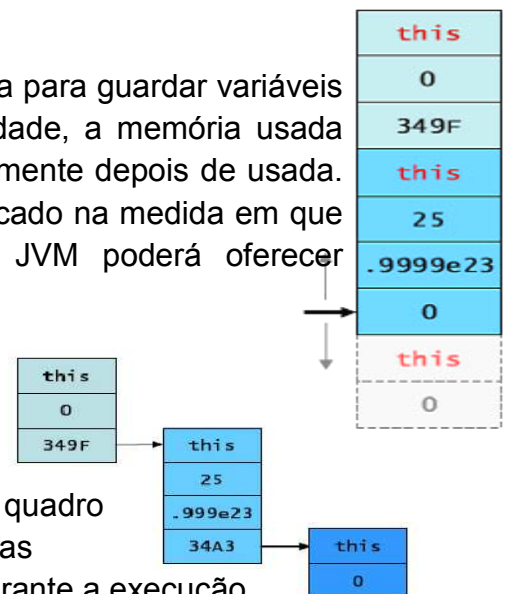 this
0
349F
this
25
.9999e23
0
this
0
a para guardar variáveis
dade, a memória usada
mente depois de usada.
cado na medida em que
JVM poderá oferecer
this
0
349F
this
25
.999e23
34A3
this
0
quadro
as
rante a execução